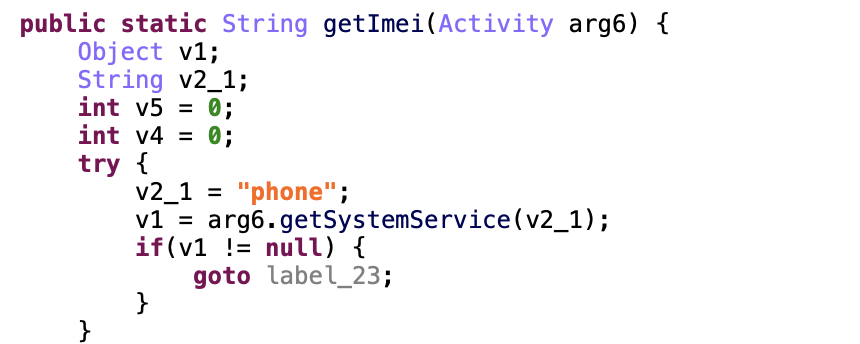 public static String getImei(Activity arg6) {
    Object v1;
    String v2_1;
    int v5 = 0;
    int v4 = 0;
    try {
        v2_1 = "phone";
        v1 = arg6.getSystemService(v2_1);
        if(v1 != null) {
            goto label_23;
        }
    }